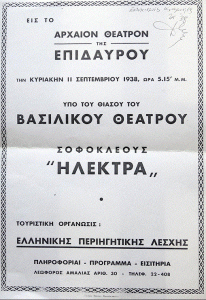 ΕΙΣ ΤΟ
ΑΡΧΑΙΟΝ ΘΕΑΤΡΟΝ
ΤΗΣ
ΕΠΙΔΑΥΡΟΥ
ΤΗΝ ΚΥΡΙΑΚΗΝ 11 ΣΕΠΤΕΜΒΡΙΟΥ 1938, ΩΡΑ 5.15' Μ.Μ.
ΥΠΟ ΤΟΥ ΘΙΑΣΟΥ ΤΟΥ
ΒΑΣΙΛΙΚΟΥ ΘΕΑΤΡΟΥ
ΣΟΦΟΚΛΕΟΥΣ
"ΗΛΕΚΤΡΑ„
ΤΟΥΡΙΣΤΙΚΗ ΟΡΓΑΝΩΣΙΣ :
ΕΛΛΗΝΙΚΗΣ ΠΕΡΙΗΓΗΤΙΚΗΣ ΛΕΣΧΗΣ
ΠΛΗΡΟΦΟΡΙΑΙ - ΠΡΟΓΡΑΜΜΑ - ΕΙΣΙΤΗΡΙΑ
ΛΕΩΦΟΡΟΣ ΑΜΑΛΙΑΣ ΑΡΙΘ. 30 - ΤΗΛΕΦ. 22-408